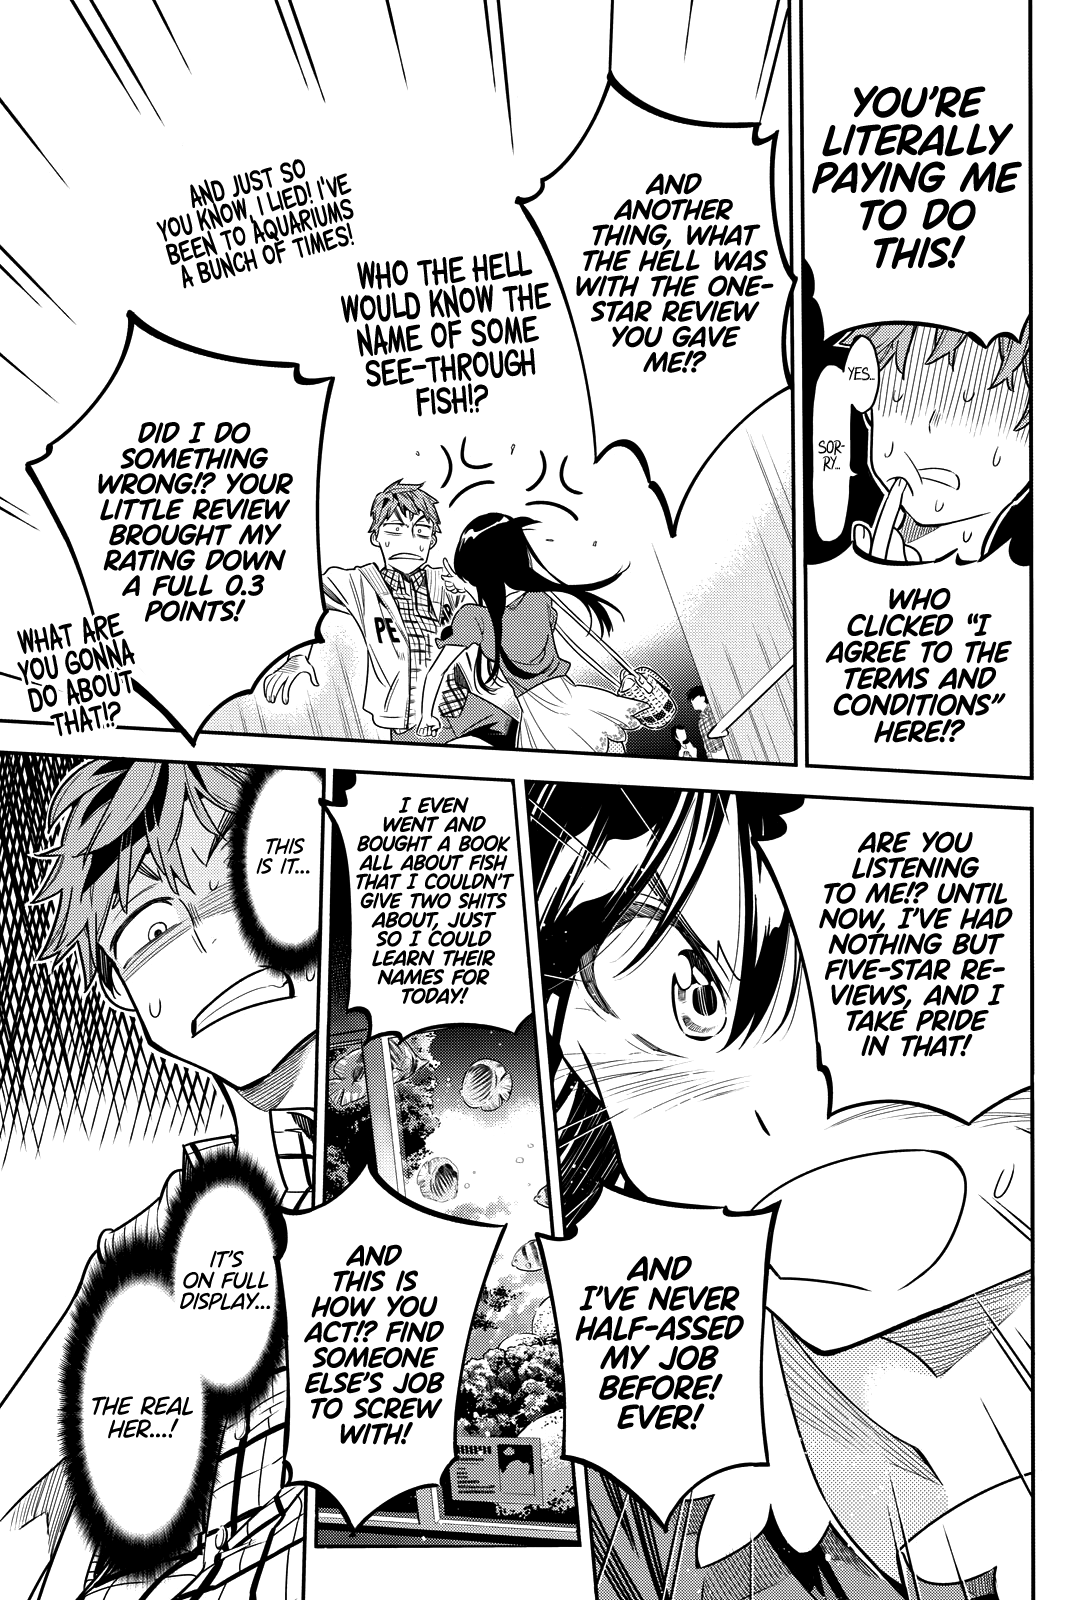 YOU'RE
LITERALLY
PAYING ME
TO DO
THIS!
YES...
SOR-
RY...
WHO
CLICKED "I
AGREE TO THE
TERMS AND
CONDITIONS"
HERE!?
AND
ANOTHER
THING, WHAT
THE HELL WAS
WITH THE ONE-
STAR REVIEW
YOU GAVE
ME!?
WHO THE HELL
WOULD KNOW THE
NAME OF SOME
SEE-THROUGH
FISH!?
AND JUST SO
YOU KNOW, I LIED! I'VE
BEEN TO AQUARIUMS
A BUNCH OF TIMES!
DID I DO
SOMETHING
WRONG!? YOUR
LITTLE REVIEW
BROUGHT MY
RATING DOWN
A FULL 0.3
POINTS!
WHAT ARE
YOU GONNA
DO ABOUT
THAT!?
PE
ARE YOU
LISTENING
TO ME!? UNTIL
NOW, I'VE HAD
NOTHING BUT
FIVE-STAR RE-
VIEWS, AND I
TAKE PRIDE
IN THAT!
AND
I'VE NEVER
HALF-ASSED
MY JOB
BEFORE!
EVER!
I EVEN
WENT AND
BOUGHT A BOOK
ALL ABOUT FISH
THAT I COULDN'T
GIVE TWO SHITS
ABOUT, JUST
SO I COULD
LEARN THEIR
NAMES FOR
TODAY!
AND
THIS IS
HOW YOU
ACT!? FIND
SOMEONE
ELSE'S JOB
TO SCREW
WITH!
THIS
IS IT...
IT'S
ON FULL
DISPLAY...
THE REAL
HER...!